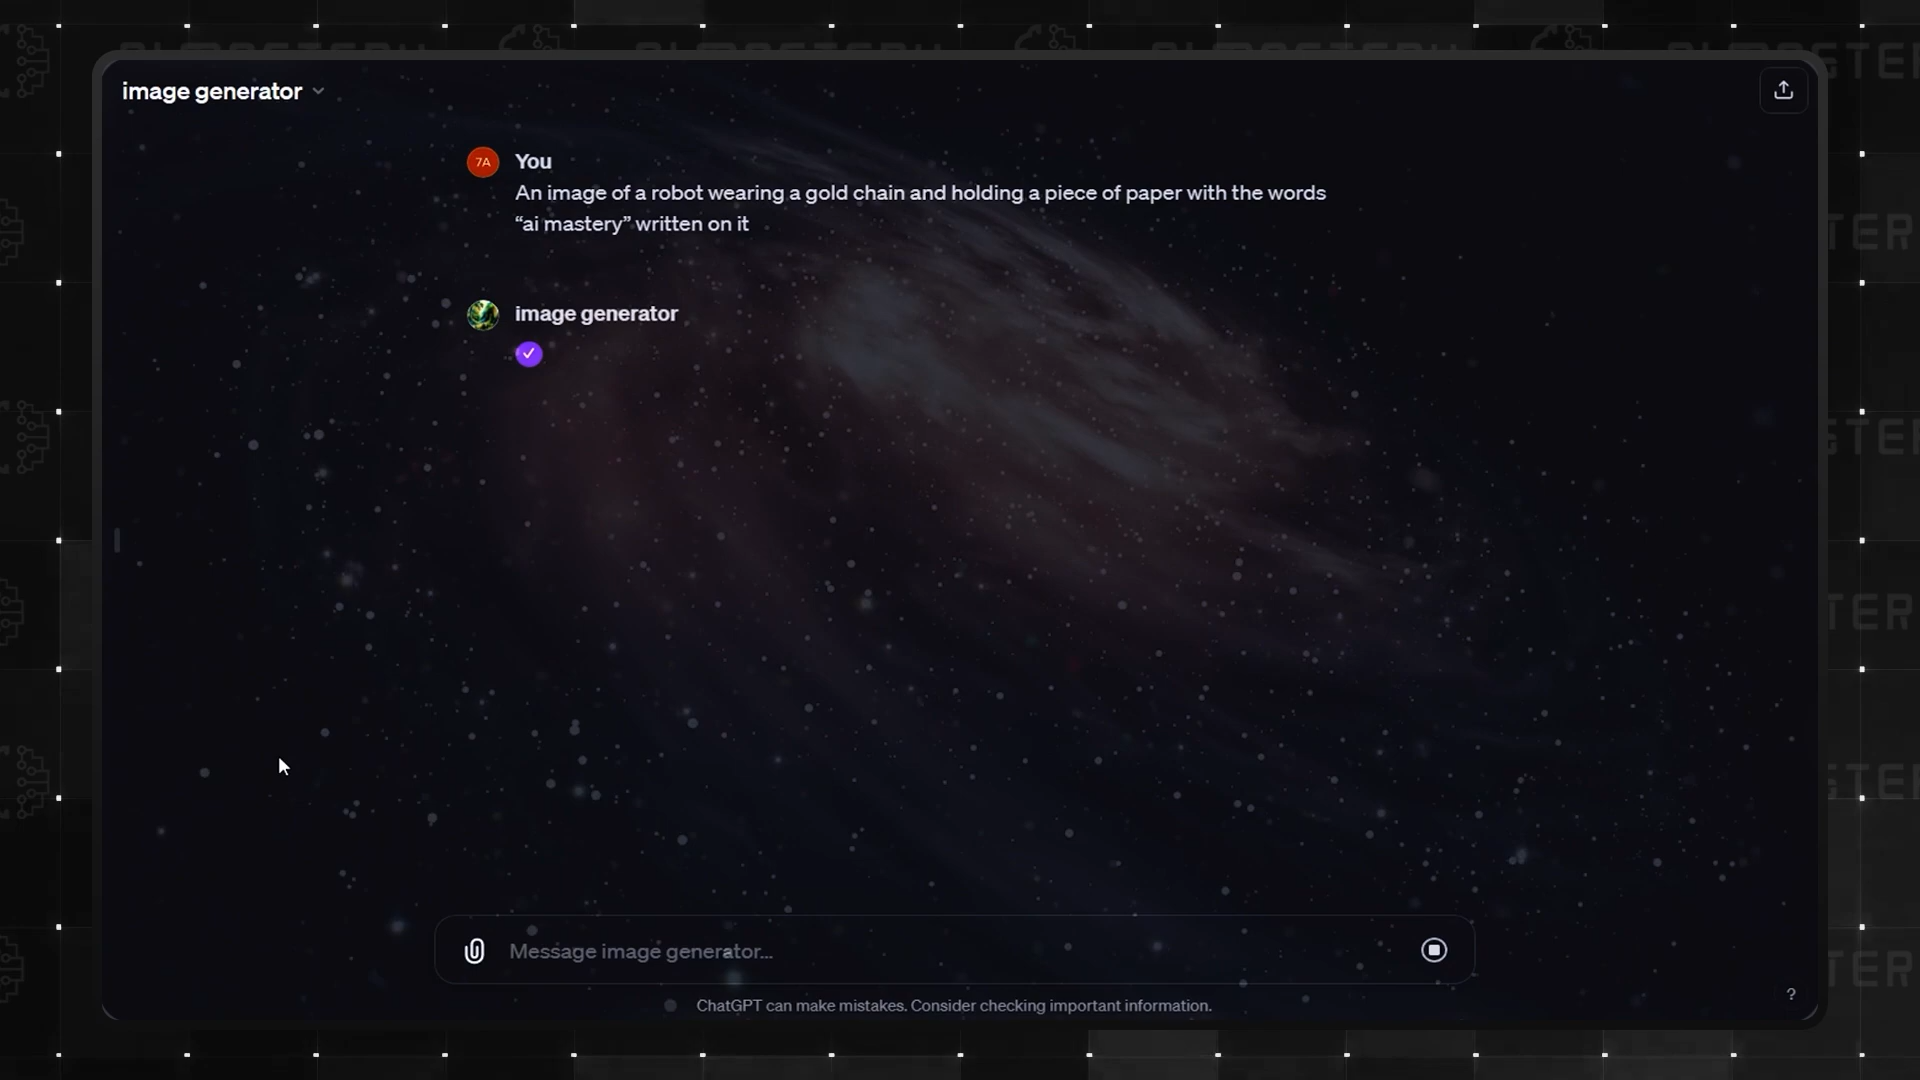 image generator
7A
You
An image of a robot wearing a gold chain and holding a piece of paper with the words
“ai mastery” written on it
image generator
Message image generator...
ChatGPT can make mistakes. Consider checking important information.
?